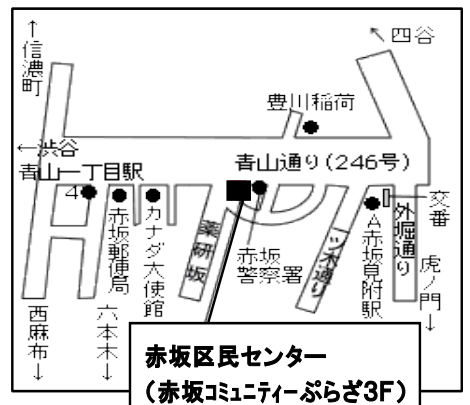 ↑信濃町
↖四谷
豊川稲荷
←渋谷
青山一丁目駅
青山通り(246号)
4
赤坂郵便局
カナダ大使館
薬研坂
赤坂警察署
一ツ木通り
A
赤坂見附駅
交番
外堀通り
虎ノ門↓
西麻布↓
六本木↓
赤坂区民センター
(赤坂コミュニティーぷらざ3F)